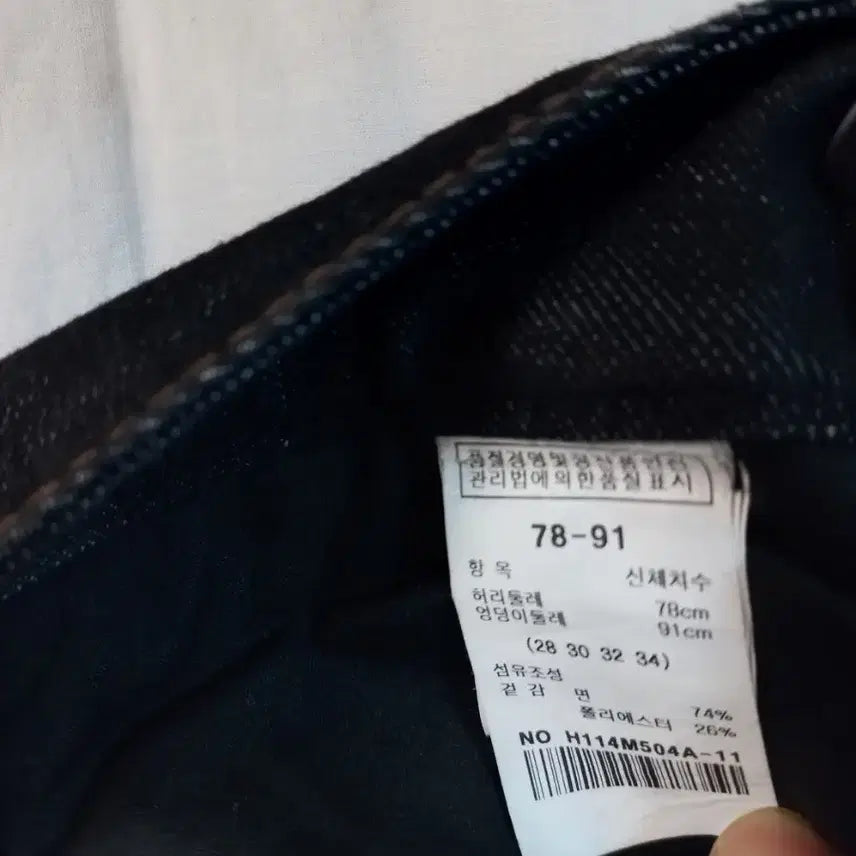 품질경영및공산품안전
관리법에의한품질표시
78-91
항 목 신체치수
허리둘레 78cm
엉덩이둘레 91cm
(28 30 32 34)
섬유조성
겉감 면 74%
폴리에스터 26%
NO H114M504A-11